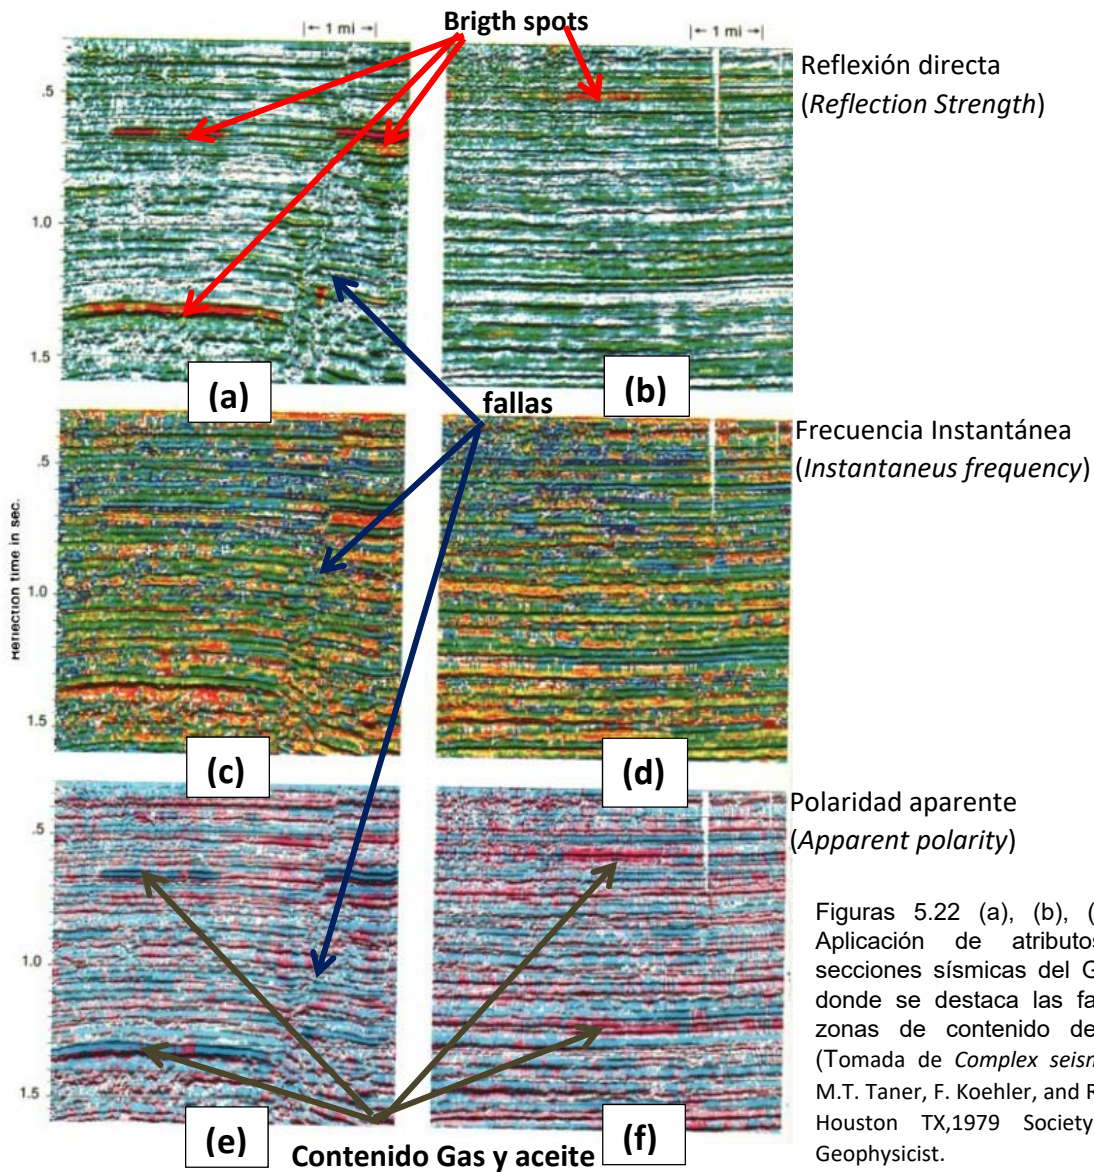 Brigth spots
← 1 mi →
← 1 mi →
Reflexión directa
(Reflection Strength)
.5
1.0
1.5
(a)
(b)
fallas
Frecuencia Instantánea
(Instantaneus frequency)
.5
1.0
1.5
Reflection time in sec.
(c)
(d)
Polaridad aparente
(Apparent polarity)
.5
1.0
1.5
(e)
(f)
Contenido Gas y aceite
Figuras 5.22 (a), (b), (
Aplicación de atributos
secciones sísmicas del G
donde se destaca las fa
zonas de contenido de
(Tomada de Complex seism
M.T. Taner, F. Koehler, and R
Houston TX,1979 Society
Geophysicist.